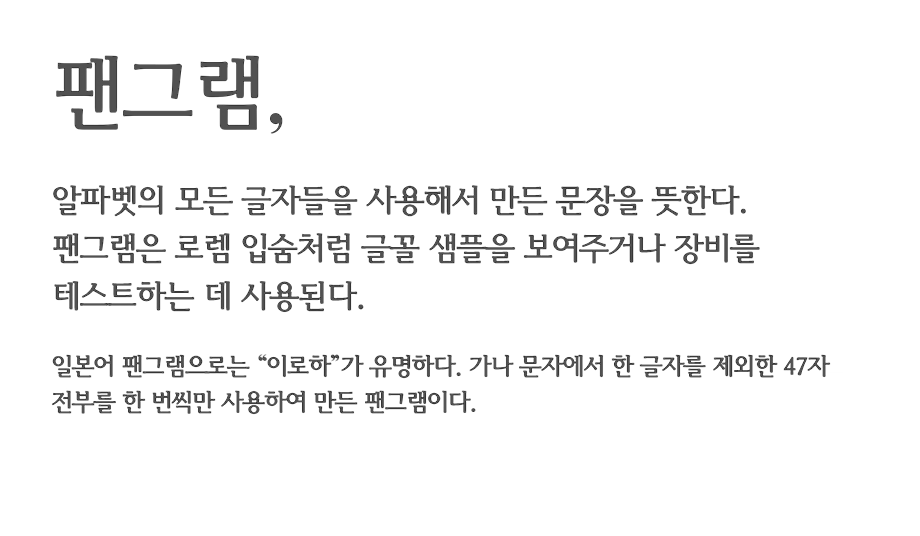 팬그램,
알파벳의 모든 글자들을 사용해서 만든 문장을 뜻한다.
팬그램은 로렘 입숨처럼 글꼴 샘플을 보여주거나 장비를
테스트하는 데 사용된다.
일본어 팬그램으로는 “이로하”가 유명하다. 가나 문자에서 한 글자를 제외한 47자
전부를 한 번씩만 사용하여 만든 팬그램이다.